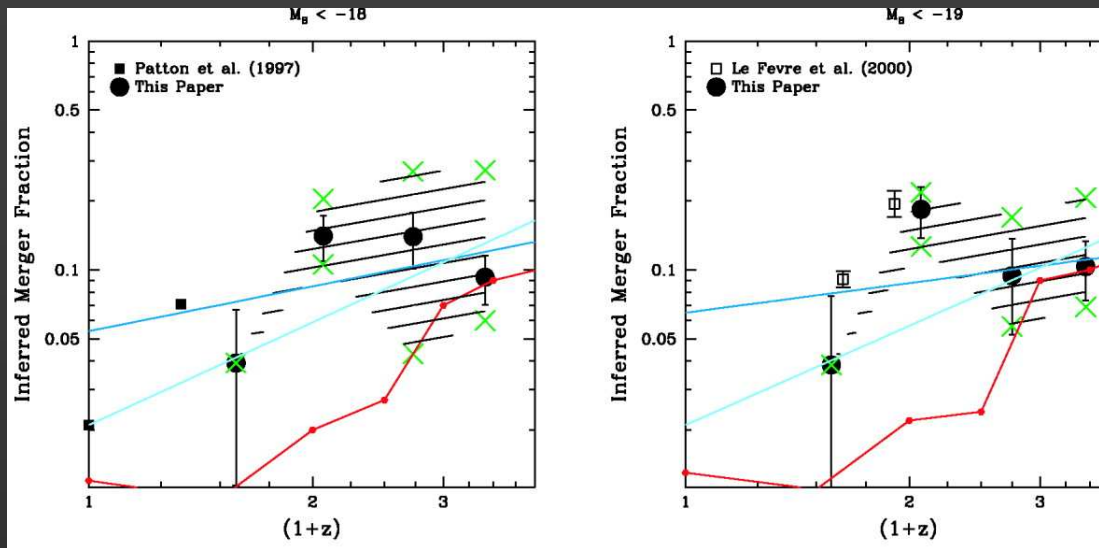 M_B < -18
1
0.5
0.1
0.05
Inferred Merger Fraction
Patton et al. (1997)
This Paper
1
2
3
(1+z)
M_B < -19
1
0.5
0.1
0.05
Inferred Merger Fraction
Le Fevre et al. (2000)
This Paper
1
2
3
(1+z)